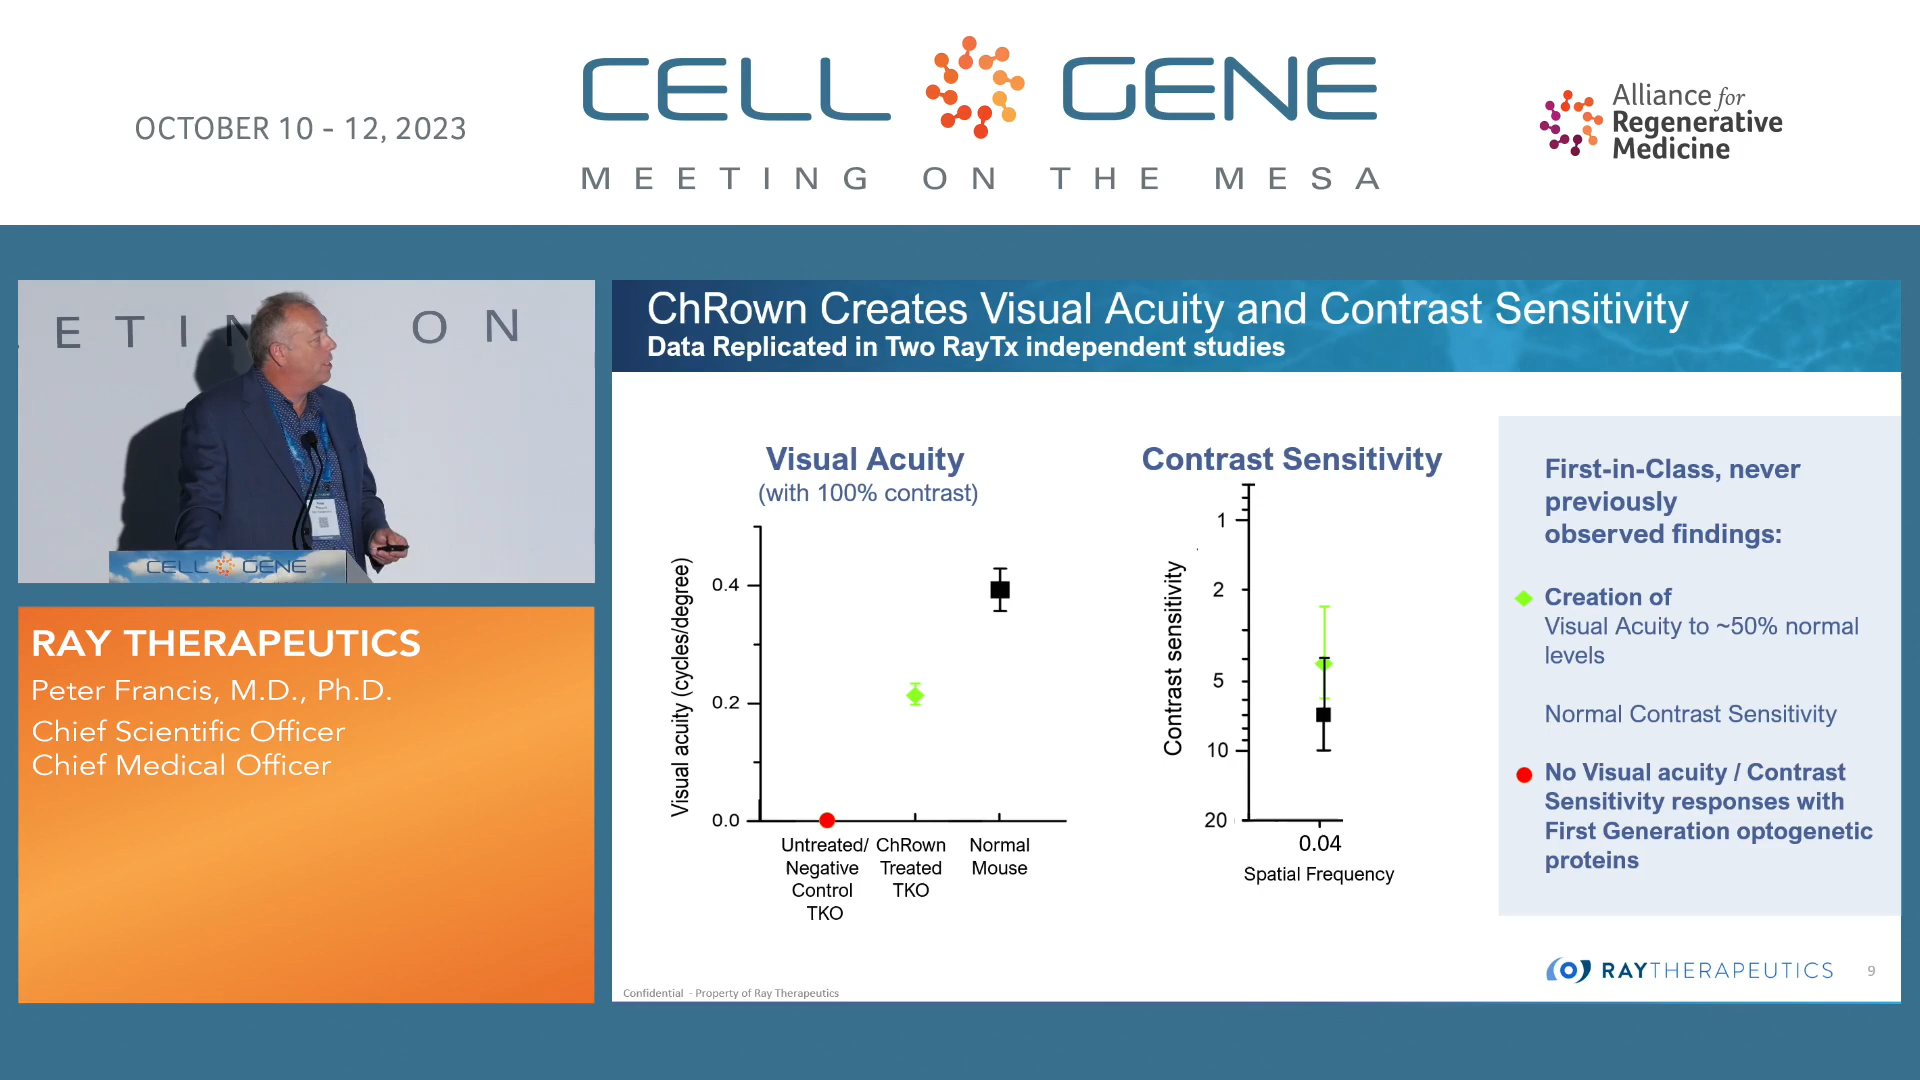 OCTOBER 10 - 12, 2023
CELL GENE
MEETING ON THE MESA
Alliance for
Regenerative
Medicine
ETIN ON
CELL GENE
RAY THERAPEUTICS
Peter Francis, M.D., Ph.D.
Chief Scientific Officer
Chief Medical Officer
ChRown Creates Visual Acuity and Contrast Sensitivity
Data Replicated in Two RayTx independent studies
Visual Acuity
(with 100% contrast)
Visual acuity (cycles/degree)
0.4
0.2
0.0
Untreated/
Negative
Control
TKO
ChRown
Treated
TKO
Normal
Mouse
Contrast Sensitivity
Contrast sensitivity
1
2
5
10
20
0.04
Spatial Frequency
First-in-Class, never
previously
observed findings:
Creation of
Visual Acuity to ~50% normal
levels
Normal Contrast Sensitivity
No Visual acuity / Contrast
Sensitivity responses with
First Generation optogenetic
proteins
RAYTHERAPEUTICS
9
Confidential - Property of Ray Therapeutics